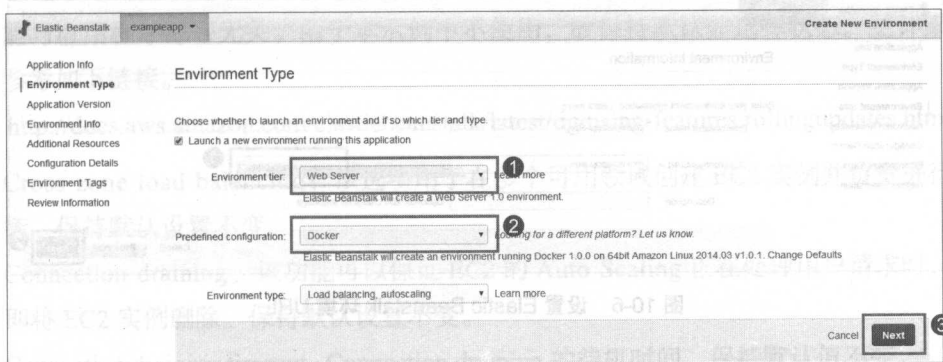 Elastic Beanstalk
exampleapp
Create New Environment
Application Info
Environment Type
Application Version
Environment Info
Additional Resources
Configuration Details
Environment Tags
Review Information
Environment Type
Choose whether to launch an environment and if so which tier and type.
Launch a new environment running this application
Environment tier: Web Server Learn more
1
Elastic Beanstalk will create a Web Server 1.0 environment.
Predefined configuration: Docker Looking for a different platform? Let us know.
2
Elastic Beanstalk will create an environment running Docker 1.0.0 on 64bit Amazon Linux 2014.03 v1.0.1. Change Defaults
Environment type: Load balancing, autoscaling Learn more
Cancel Next
3